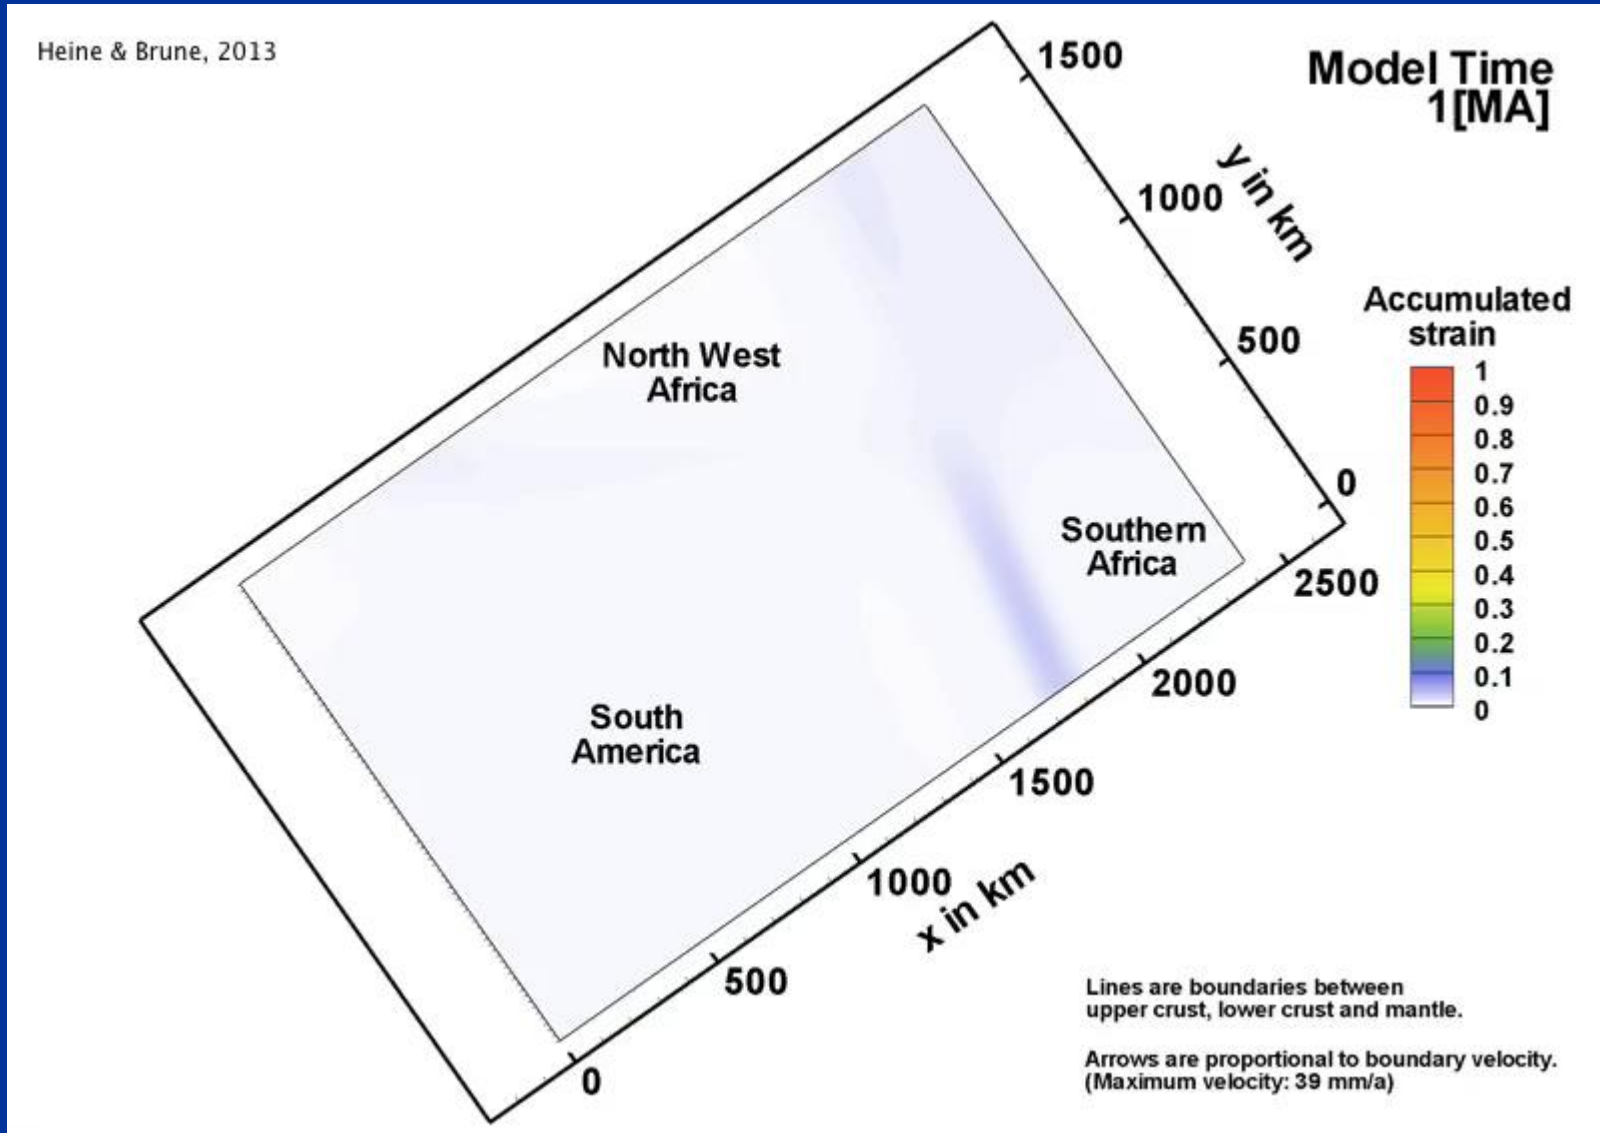 Heine & Brune, 2013
Model Time
1[MA]
1500
1000
500
0
y in km
Accumulated
strain
1
0.9
0.8
0.7
0.6
0.5
0.4
0.3
0.2
0.1
0
North West
Africa
Southern
Africa
South
America
2500
2000
1500
1000
500
0
x in km
Lines are boundaries between
upper crust, lower crust and mantle.
Arrows are proportional to boundary velocity.
(Maximum velocity: 39 mm/a)